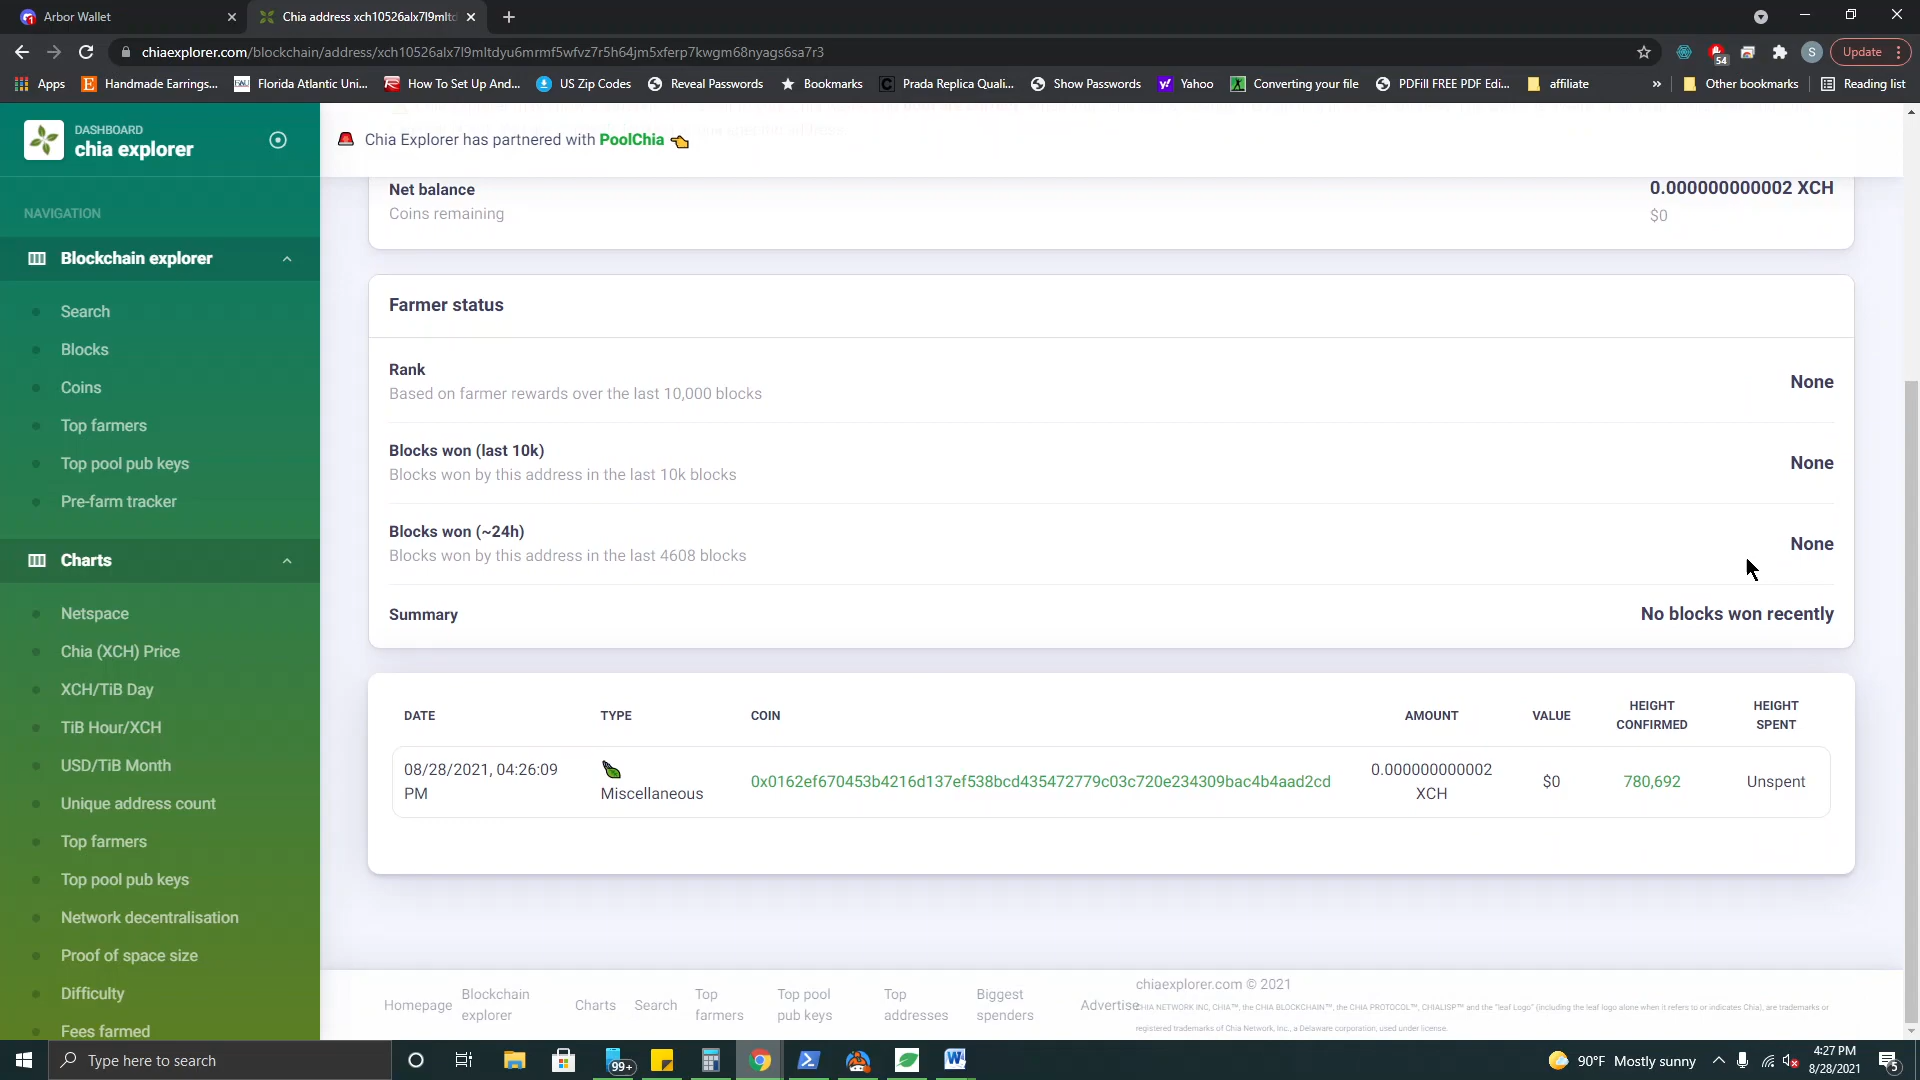 Arbor Wallet
Chia address xch10526alx7l9mltd
chiaexplorer.com/blockchain/address/xch10526alx7l9mltdyu6mrmf5wfvz7r5h64jm5xferp7kwgm68nyags6sa7r3
54
S
Update
Apps
Handmade Earrings...
Florida Atlantic Uni...
How To Set Up And...
US Zip Codes
Reveal Passwords
Bookmarks
Prada Replica Quali...
Show Passwords
Yahoo
Converting your file
PDFill FREE PDF Edi...
affiliate
»
Other bookmarks
Reading list
DASHBOARD
chia explorer
Chia Explorer has partnered with PoolChia
NAVIGATION
Blockchain explorer
Search
Blocks
Coins
Top farmers
Top pool pub keys
Pre-farm tracker
Charts
Netspace
Chia (XCH) Price
XCH/TiB Day
TiB Hour/XCH
USD/TiB Month
Unique address count
Top farmers
Top pool pub keys
Network decentralisation
Proof of space size
Difficulty
Fees farmed
Net balance
Coins remaining
0.000000000002 XCH
$0
Farmer status
Rank
Based on farmer rewards over the last 10,000 blocks
None
Blocks won (last 10k)
Blocks won by this address in the last 10k blocks
None
Blocks won (~24h)
Blocks won by this address in the last 4608 blocks
None
Summary
No blocks won recently
DATE
TYPE
COIN
AMOUNT
VALUE
HEIGHT
CONFIRMED
HEIGHT
SPENT
08/28/2021, 04:26:09
PM
Miscellaneous
0x0162ef670453b4216d137ef538bcd435472779c03c720e234309bac4b4aad2cd
0.000000000002
XCH
$0
780,692
Unspent
Homepage
Blockchain
explorer
Charts
Search
Top
farmers
Top pool
pub keys
Top
addresses
Biggest
spenders
Advertise
chiaexplorer.com © 2021
CHIA NETWORK INC, CHIA™, the CHIA BLOCKCHAIN™, the CHIA PROTOCOL™, CHIALISP™ and the "leaf Logo" (including the leaf logo alone when it refers to or indicates Chia), are trademarks or
registered trademarks of Chia Network, Inc., a Delaware corporation, used under license.
Type here to search
99+
90°F Mostly sunny
4:27 PM
8/28/2021
5